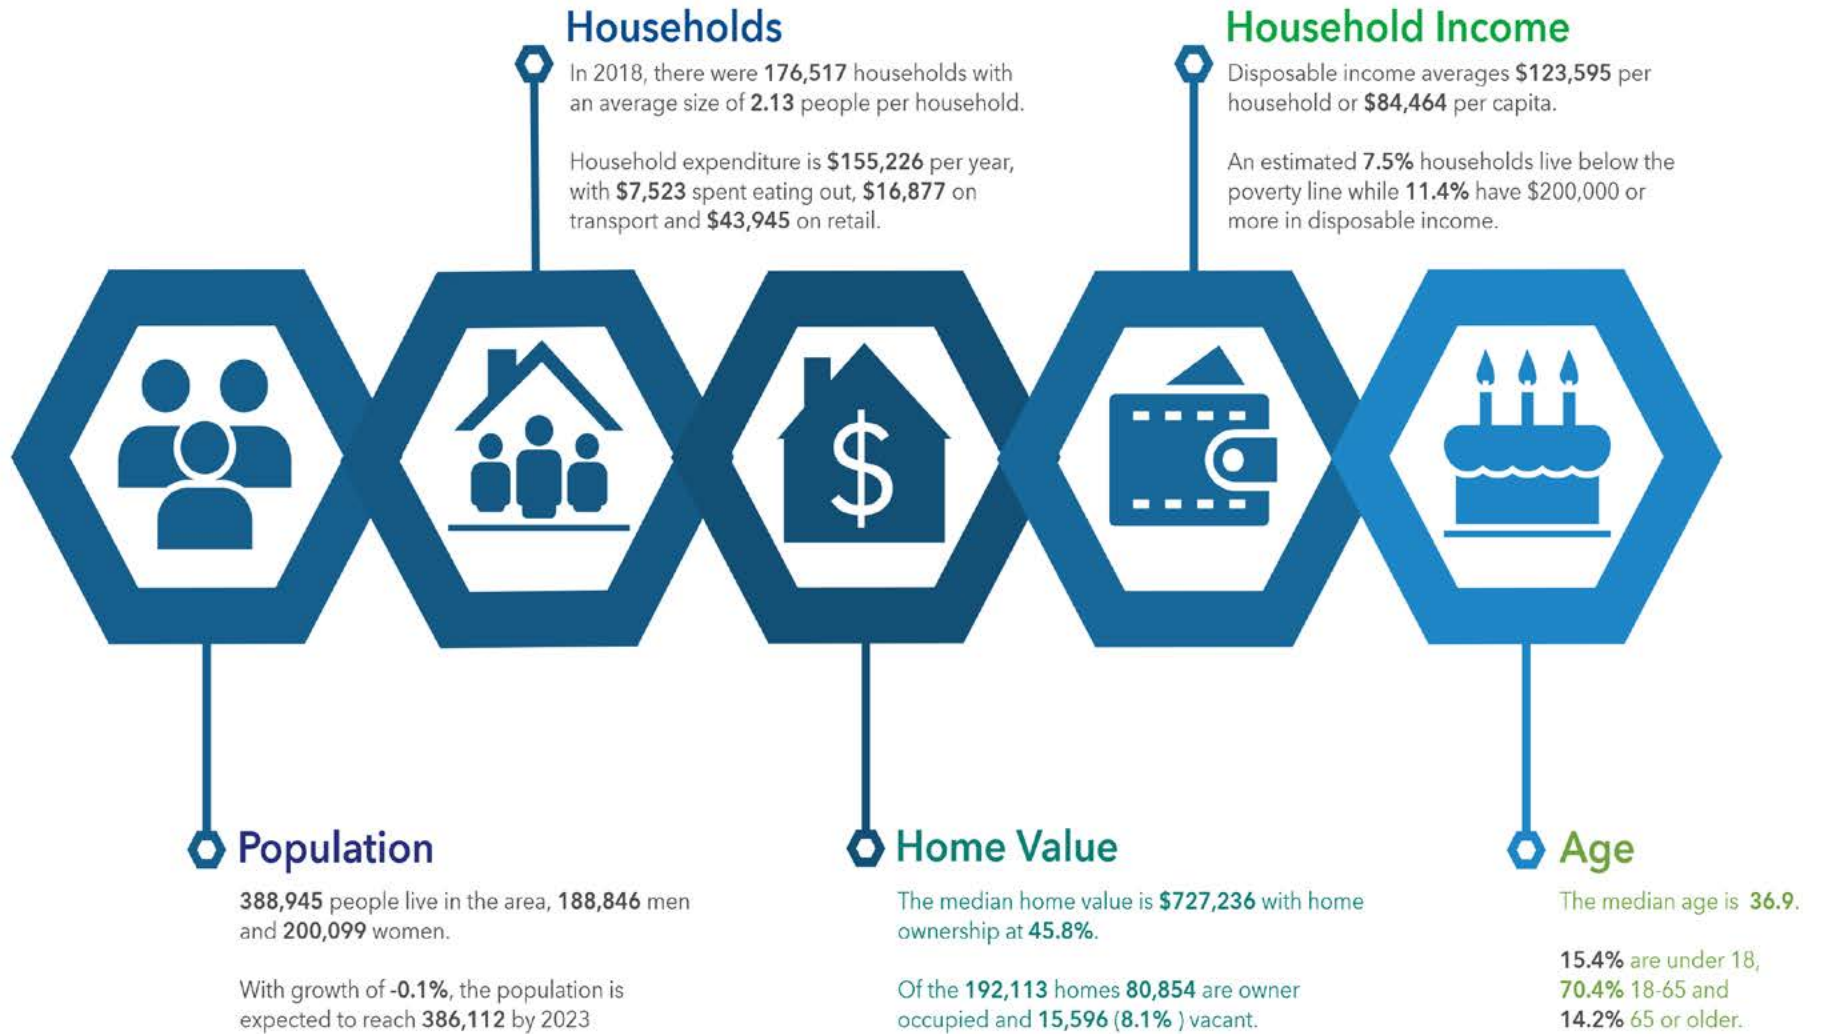 Households
In 2018, there were 176,517 households with
an average size of 2.13 people per household.
Household expenditure is $155,226 per year,
with $7,523 spent eating out, $16,877 on
transport and $43,945 on retail.
Household Income
Disposable income averages $123,595 per
household or $84,464 per capita.
An estimated 7.5% households live below the
poverty line while 11.4% have $200,000 or
more in disposable income.
$
Population
388,945 people live in the area, 188,846 men
and 200,099 women.
With growth of -0.1%, the population is
expected to reach 386,112 by 2023
Home Value
The median home value is $727,236 with home
ownership at 45.8%.
Of the 192,113 homes 80,854 are owner
occupied and 15,596 (8.1% ) vacant.
Age
The median age is 36.9.
15.4% are under 18,
70.4% 18-65 and
14.2% 65 or older.